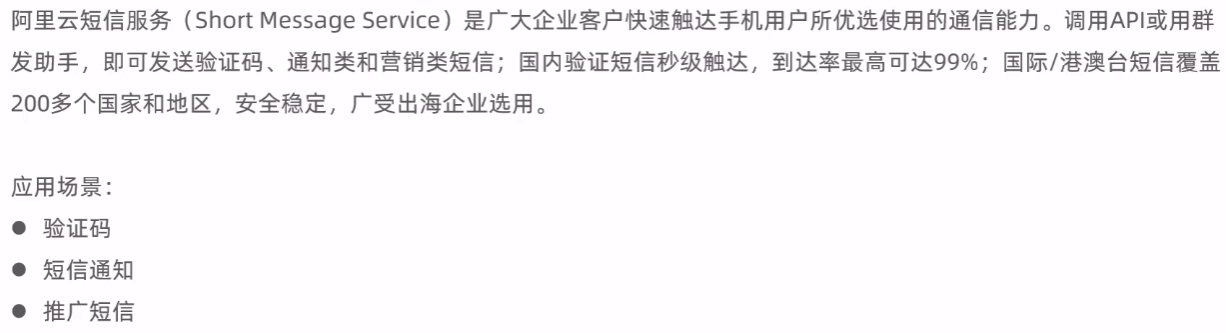 阿里云短信服务（Short Message Service）是广大企业客户快速触达手机用户所优选使用的通信能力。调用API或用群
发助手，即可发送验证码、通知类和营销类短信；国内验证短信秒级触达，到达率最高可达99%；国际/港澳台短信覆盖
200多个国家和地区，安全稳定，广受出海企业选用。
应用场景：
● 验证码
● 短信通知
● 推广短信